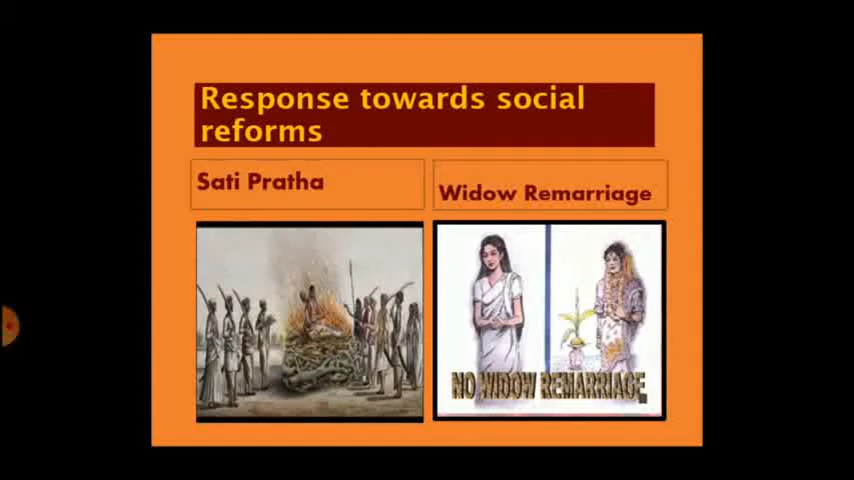 Response towards social
reforms
Sati Pratha
Widow Remarriage
NO WIDOW REMARRIAGE